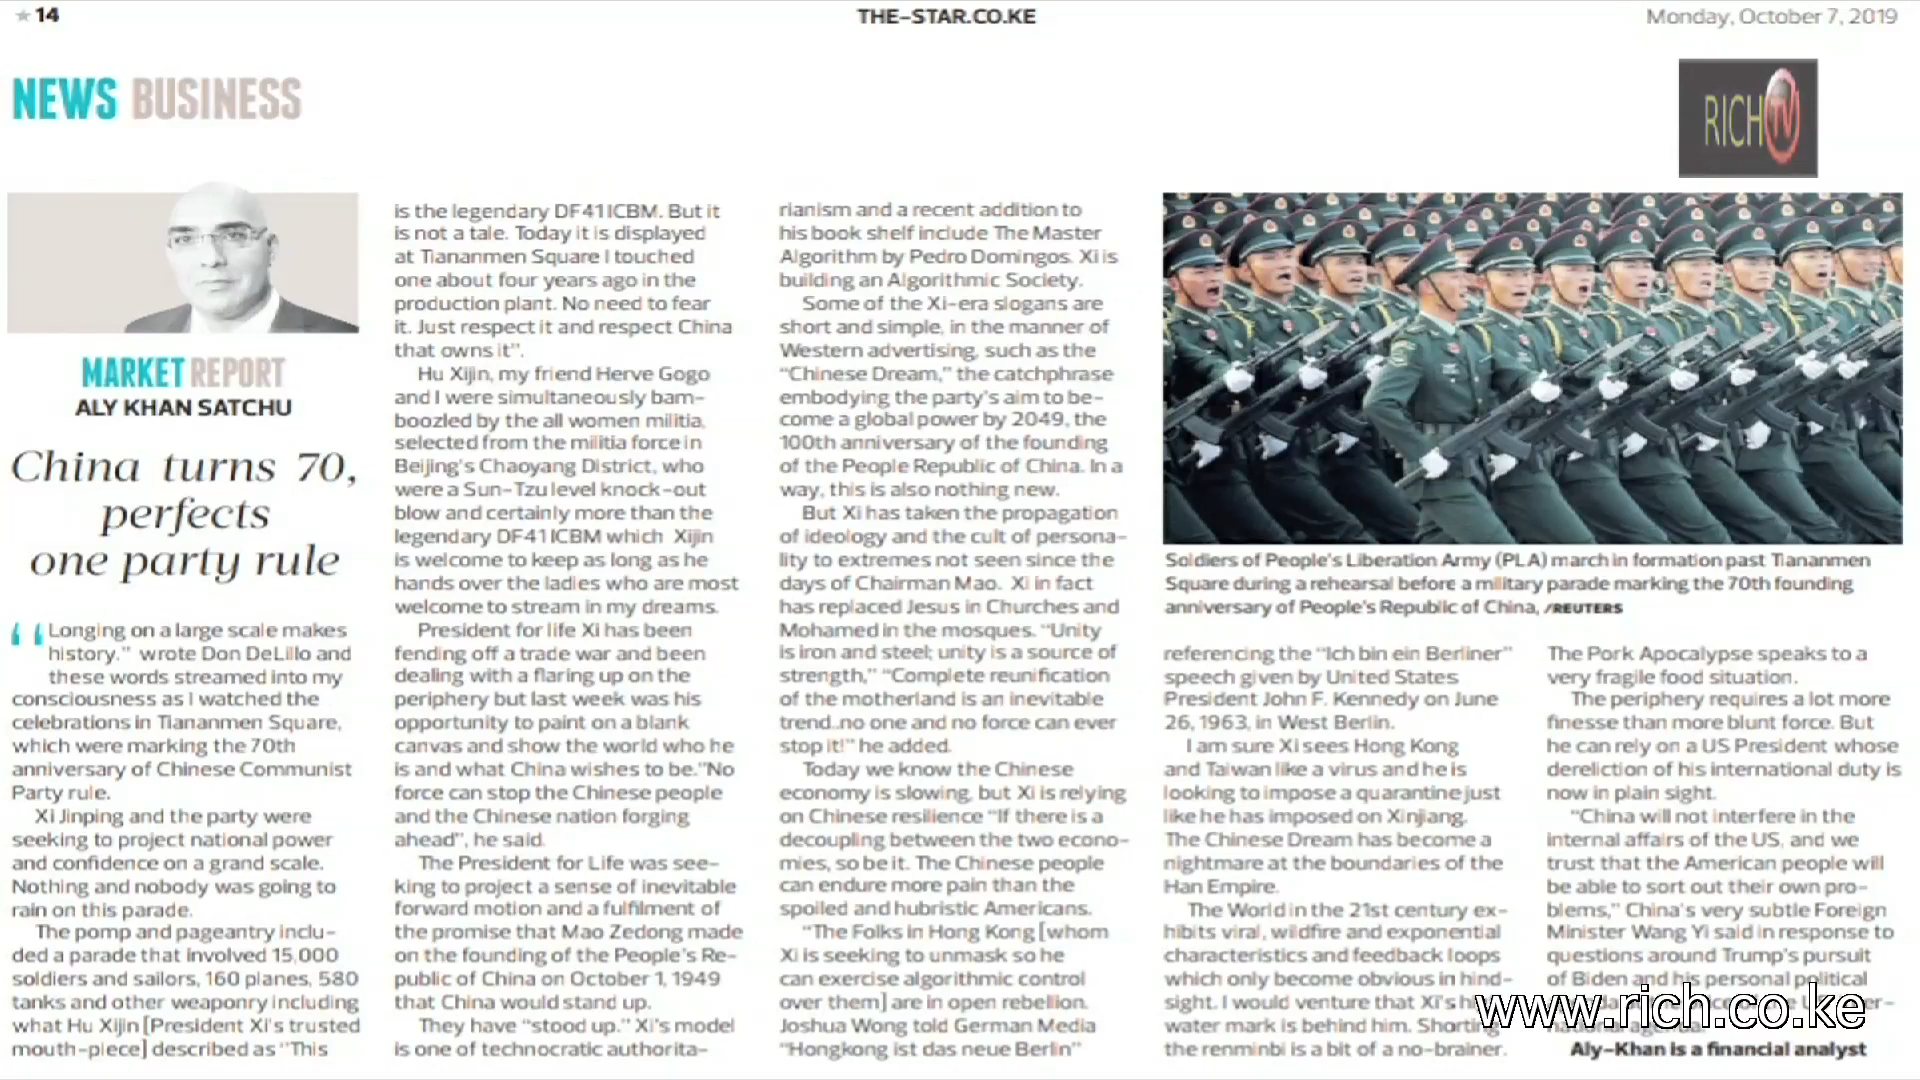 ★ 14
THE-STAR.CO.KE
Monday, October 7, 2019
NEWS BUSINESS
RICH TV
MARKET REPORT
ALY KHAN SATCHU
China turns 70,
perfects
one party rule
“Longing on a large scale makes
history.” wrote Don DeLillo and
these words streamed into my
consciousness as I watched the
celebrations in Tiananmen Square,
which were marking the 70th
anniversary of Chinese Communist
Party rule.
Xi Jinping and the party were
seeking to project national power
and confidence on a grand scale.
Nothing and nobody was going to
rain on this parade.
The pomp and pageantry inclu-
ded a parade that involved 15,000
soldiers and sailors, 160 planes, 580
tanks and other weaponry including
what Hu Xijin [President Xi's trusted
mouth-piece] described as “This
is the legendary DF41ICBM. But it
is not a tale. Today it is displayed
at Tiananmen Square I touched
one about four years ago in the
production plant. No need to fear
it. Just respect it and respect China
that owns it”.
Hu Xijin, my friend Herve Gogo
and I were simultaneously bam-
boozled by the all women militia,
selected from the militia force in
Beijing's Chaoyang District, who
were a Sun-Tzu level knock-out
blow and certainly more than the
legendary DF41ICBM which Xijin
is welcome to keep as long as he
hands over the ladies who are most
welcome to stream in my dreams.
President for life Xi has been
fending off a trade war and been
dealing with a flaring up on the
periphery but last week was his
opportunity to paint on a blank
canvas and show the world who he
is and what China wishes to be.“No
force can stop the Chinese people
and the Chinese nation forging
ahead”, he said.
The President for Life was see-
king to project a sense of inevitable
forward motion and a fulfilment of
the promise that Mao Zedong made
on the founding of the People's Re-
public of China on October 1, 1949
that China would stand up.
They have “stood up.” Xi's model
is one of technocratic authorita-
rianism and a recent addition to
his book shelf include The Master
Algorithm by Pedro Domingos. Xi is
building an Algorithmic Society.
Some of the Xi-era slogans are
short and simple, in the manner of
Western advertising, such as the
“Chinese Dream,” the catchphrase
embodying the party's aim to be-
come a global power by 2049, the
100th anniversary of the founding
of the People Republic of China. In a
way, this is also nothing new.
But Xi has taken the propagation
of ideology and the cult of persona-
lity to extremes not seen since the
days of Chairman Mao. Xi in fact
has replaced Jesus in Churches and
Mohamed in the mosques. “Unity
is iron and steel; unity is a source of
strength,” “Complete reunification
of the motherland is an inevitable
trend..no one and no force can ever
stop it!” he added.
Today we know the Chinese
economy is slowing, but Xi is relying
on Chinese resilience “If there is a
decoupling between the two econo-
mies, so be it. The Chinese people
can endure more pain than the
spoiled and hubristic Americans.
“The Folks in Hong Kong [whom
Xi is seeking to unmask so he
can exercise algorithmic control
over them] are in open rebellion.
Joshua Wong told German Media
“Hongkong ist das neue Berlin”
Soldiers of People's Liberation Army (PLA) march in formation past Tiananmen
Square during a rehearsal before a military parade marking the 70th founding
anniversary of People's Republic of China, /REUTERS
referencing the “Ich bin ein Berliner”
speech given by United States
President John F. Kennedy on June
26, 1963, in West Berlin.
I am sure Xi sees Hong Kong
and Taiwan like a virus and he is
looking to impose a quarantine just
like he has imposed on Xinjiang.
The Chinese Dream has become a
nightmare at the boundaries of the
Han Empire.
The World in the 21st century ex-
hibits viral, wildfire and exponential
characteristics and feedback loops
which only become obvious in hind-
sight. I would venture that Xi's
water mark is behind him. Shorting
the renminbi is a bit of a no-brainer.
The Pork Apocalypse speaks to a
very fragile food situation.
The periphery requires a lot more
finesse than more blunt force. But
he can rely on a US President whose
dereliction of his international duty is
now in plain sight.
“China will not interfere in the
internal affairs of the US, and we
trust that the American people will
be able to sort out their own pro-
blems,” China's very subtle Foreign
Minister Wang Yi said in response to
questions around Trump's pursuit
of Biden and his personal political
www.rich.co.ke
Aly-Khan is a financial analyst